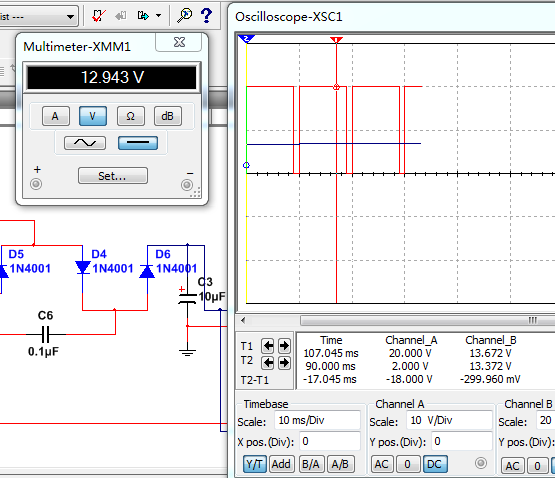 ist ---
Multimeter-XMM1
12.943 V
A V Ω dB
+ Set... -
D5 D4 D6
1N4001 1N4001 1N4001
C6
0.1µF
+ C3
10µF
Oscilloscope-XSC1
2 1
Time Channel_A Channel_B
T1 107.045 ms 20.000 V 13.672 V
T2 90.000 ms 2.000 V 13.372 V
T2-T1 -17.045 ms -18.000 V -299.960 mV
Timebase Channel A Channel B
Scale: 10 ms/Div Scale: 10 V/Div Scale: 20
X pos.(Div): 0 Y pos.(Div): 0 Y pos.(Div):
Y/T Add B/A A/B AC 0 DC AC 0